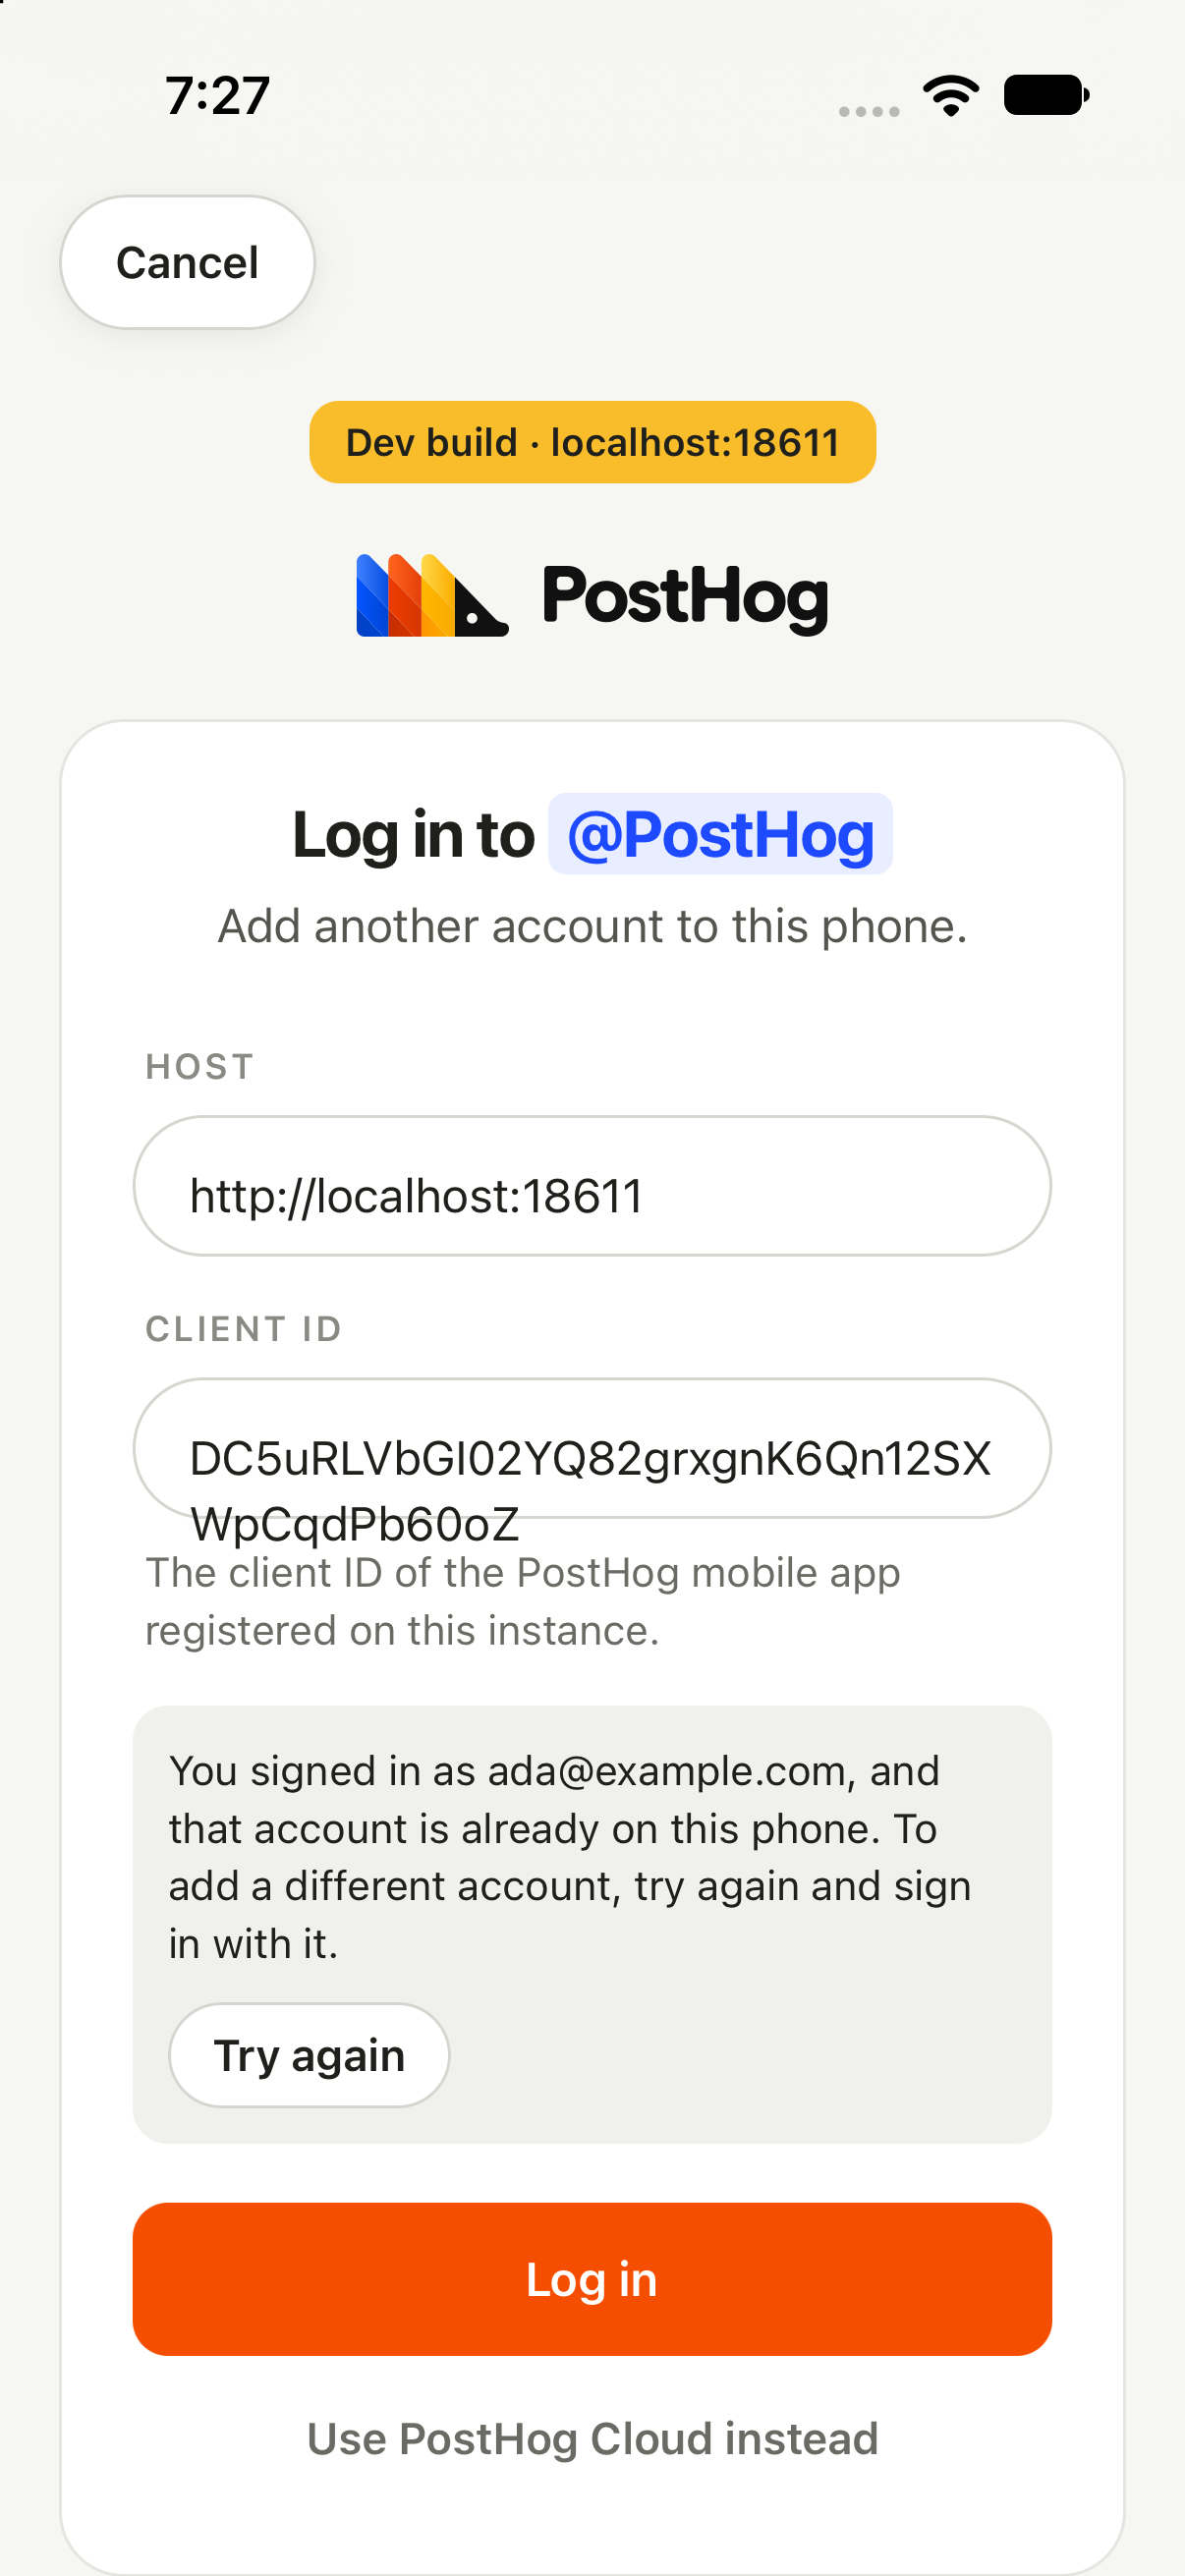 7:27
Cancel
Dev build · localhost:18611
PostHog
Log in to @PostHog
Add another account to this phone.
HOST
http://localhost:18611
CLIENT ID
DC5uRLVbGI02YQ82grxgnK6Qn12SX
WpCqdPb60oZ
The client ID of the PostHog mobile app
registered on this instance.
You signed in as ada@example.com, and
that account is already on this phone. To
add a different account, try again and sign
in with it.
Try again
Log in
Use PostHog Cloud instead